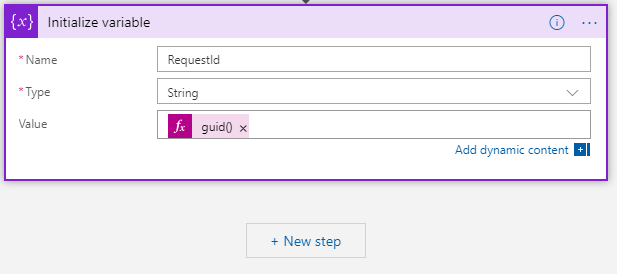 {x} Initialize variable
* Name RequestId
* Type String
Value fx guid() ×
Add dynamic content
+ New step